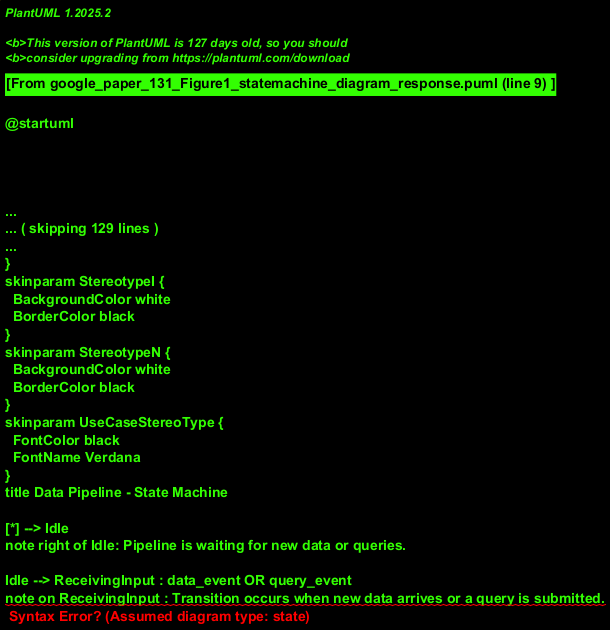 PlantUML 1.2025.2
<b>This version of PlantUML is 127 days old, so you should
<b>consider upgrading from https://plantuml.com/download
[From google_paper_131_Figure1_statemachine_diagram_response.puml (line 9) ]
@startuml
...
... ( skipping 129 lines )
...
}
skinparam StereotypeI {
BackgroundColor white
BorderColor black
}
skinparam StereotypeN {
BackgroundColor white
BorderColor black
}
skinparam UseCaseStereoType {
FontColor black
FontName Verdana
}
title Data Pipeline - State Machine
[*] --> Idle
note right of Idle: Pipeline is waiting for new data or queries.
Idle --> ReceivingInput : data_event OR query_event
note on ReceivingInput : Transition occurs when new data arrives or a query is submitted.
Syntax Error? (Assumed diagram type: state)